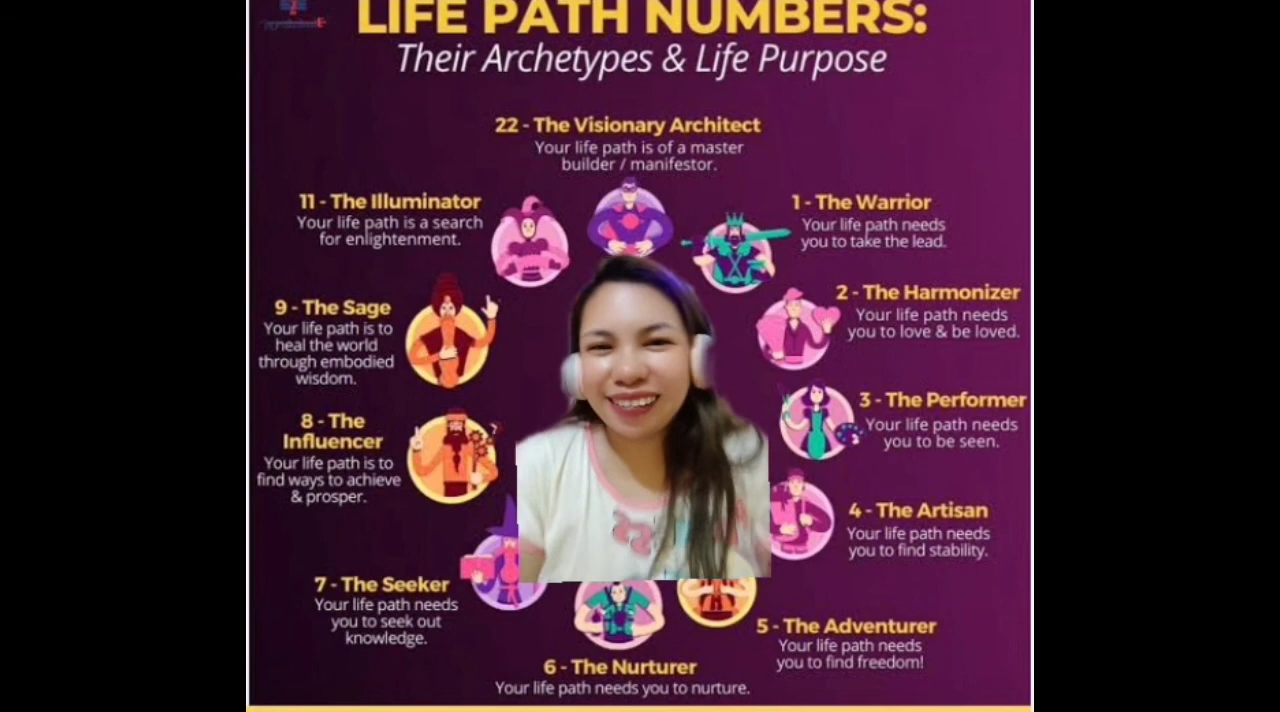 LIFE PATH NUMBERS:
Their Archetypes & Life Purpose
22 - The Visionary Architect
Your life path is of a master
builder / manifestor.
11 - The Illuminator
Your life path is a search
for enlightenment.
1 - The Warrior
Your life path needs
you to take the lead.
9 - The Sage
Your life path is to
heal the world
through embodied
wisdom.
2 - The Harmonizer
Your life path needs
you to love & be loved.
8 - The
Influencer
Your life path is to
find ways to achieve
& prosper.
3 - The Performer
Your life path needs
you to be seen.
4 - The Artisan
Your life path needs
you to find stability.
7 - The Seeker
Your life path needs
you to seek out
knowledge.
5 - The Adventurer
Your life path needs
you to find freedom!
6 - The Nurturer
Your life path needs you to nurture.